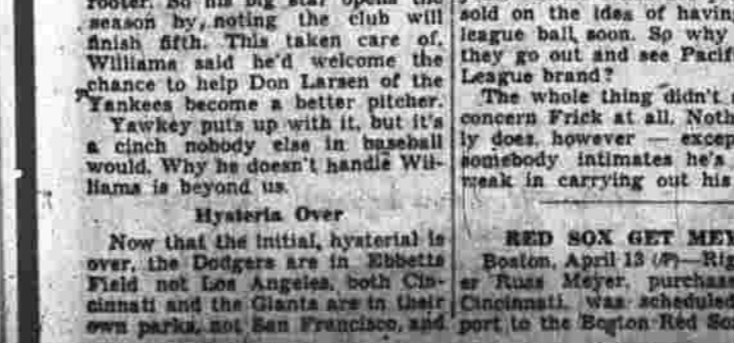 rooter. So his big star opens the
season by, noting the club will
finish fifth. This taken care of,
Williams said he'd welcome the
chance to help Don Larsen of the
Yankees become a better pitcher.
Yawkey puts up with it, but it's
a cinch nobody else in baseball
would. Why he doesn't handle Wil-
liams is beyond us.
Hysteria Over
Now that the initial, hysterial is
over, the Dodgers are in Ebbetts
Field not Los Angeles, both Cin-
cinnati and the Giants are in their
own parks, not San Francisco, and
sold on the idea of having
league ball soon. So why
they go out and see Pacif
League brand?
The whole thing didn't
concern Frick at all. Noth
ly does, however — excep
somebody intimates he's
weak in carrying out his
RED SOX GET MEY
Boston, April 13 (AP)—Rig
er Russ Meyer, purchase
Cincinnati, was scheduled
port to the Boston Red So